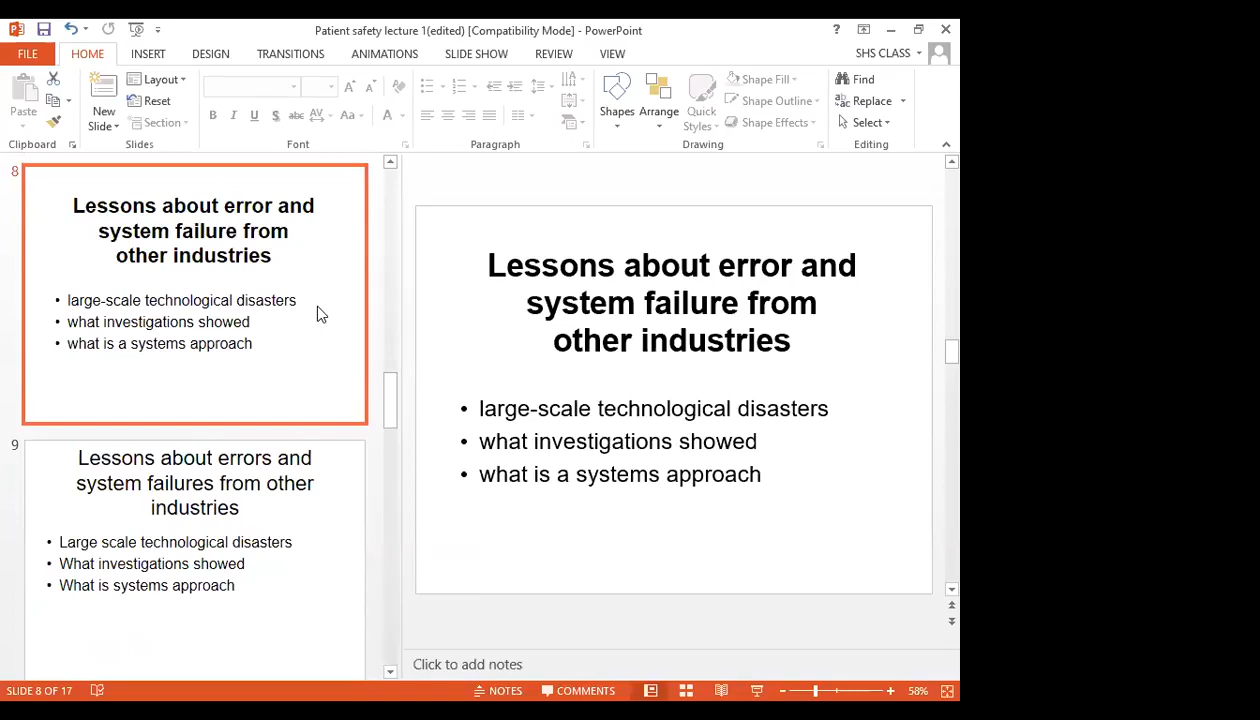 Patient safety lecture 1(edited) [Compatibility Mode] - PowerPoint
?
FILE HOME INSERT DESIGN TRANSITIONS ANIMATIONS SLIDE SHOW REVIEW VIEW SHS CLASS
Paste
Clipboard
New
Slide
Layout
Reset
Section
Slides
B I U S abc AV Aa A
Font
Paragraph
Shapes
Arrange
Quick
Styles
Shape Fill
Shape Outline
Shape Effects
Drawing
Find
Replace
Select
Editing
8
Lessons about error and
system failure from
other industries
• large-scale technological disasters
• what investigations showed
• what is a systems approach
9
Lessons about errors and
system failures from other
industries
• Large scale technological disasters
• What investigations showed
• What is systems approach
Lessons about error and
system failure from
other industries
• large-scale technological disasters
• what investigations showed
• what is a systems approach
Click to add notes
SLIDE 8 OF 17 NOTES COMMENTS 58%